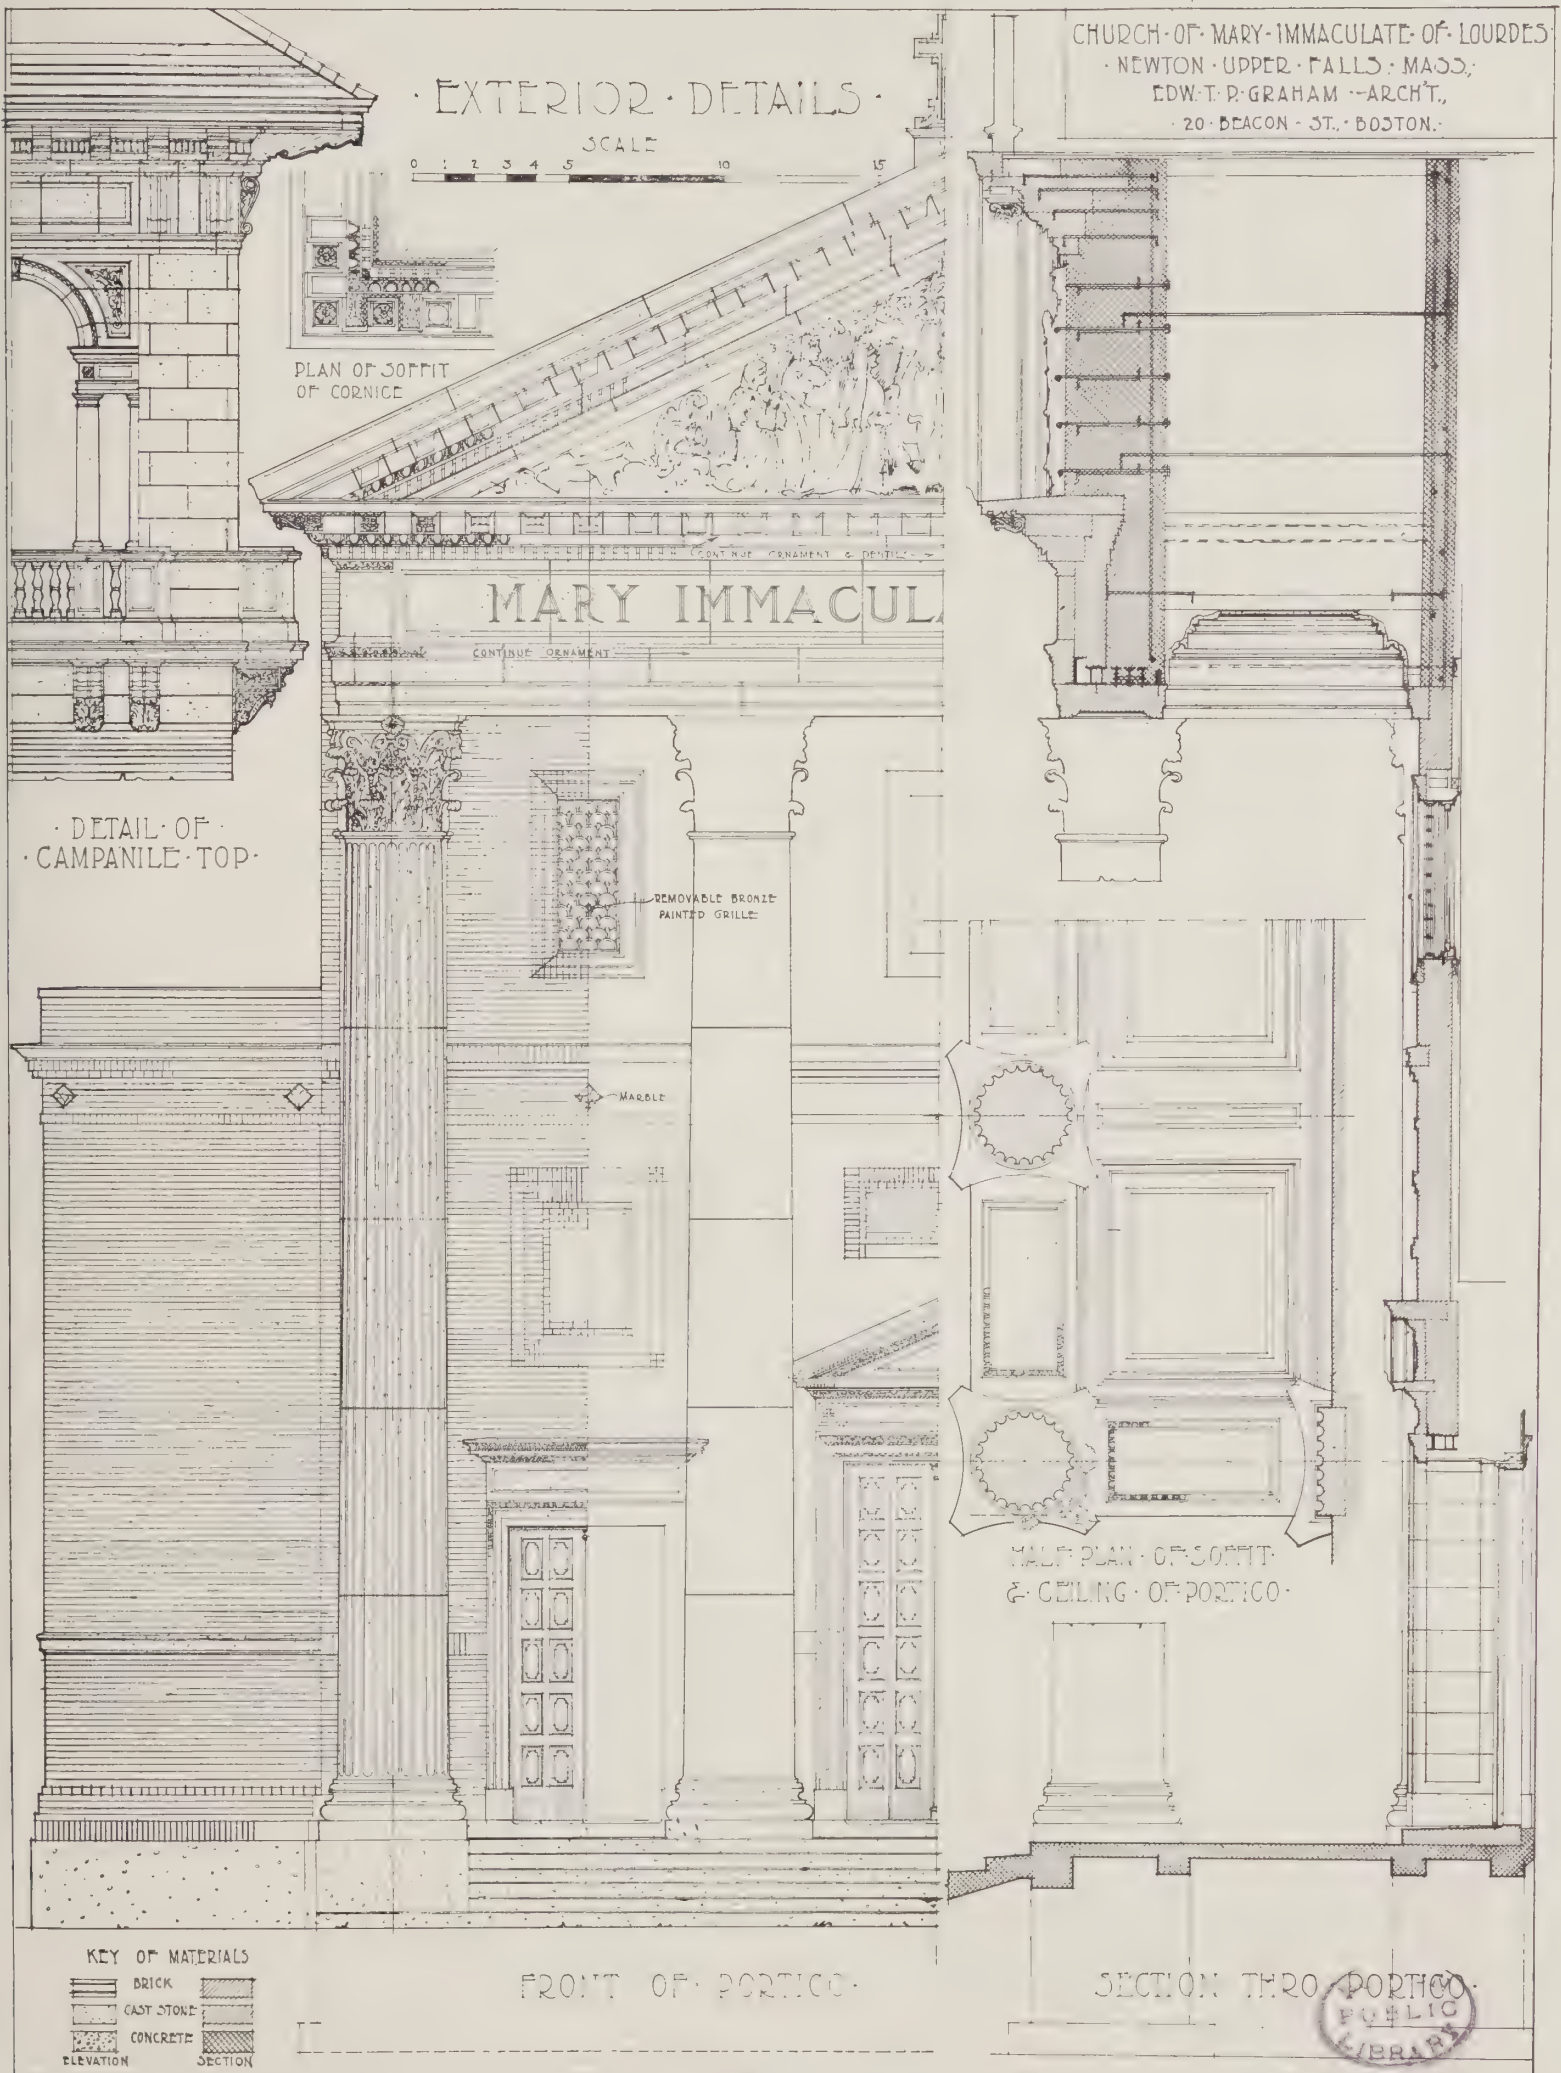 CHURCH·OF·MARY·IMMACULATE·OF·LOURDES·
·NEWTON·UPPER·FALLS·MASS.,·
EDW.·T.·P.·GRAHAM·-ARCH'T.,
·20·BEACON·ST.,·BOSTON.·
·EXTERIOR·DETAILS·
SCALE
0 1 2 3 4 5 10 15
PLAN OF SOFFIT
OF CORNICE
CONTINUE ORNAMENT & DENTILS
MARY IMMACUL
CONTINUE ORNAMENT
·DETAIL·OF·
·CAMPANILE·TOP·
REMOVABLE BRONZE
PAINTED GRILLE
MARBLE
HALF·PLAN·OF·SOFFIT·
&·CEILING·OF·PORTICO·
KEY OF MATERIALS
BRICK
CAST STONE
CONCRETE
ELEVATION SECTION
FRONT OF·PORTICO·
SECTION THRO PORTICO·
PUBLIC
LIBRARY